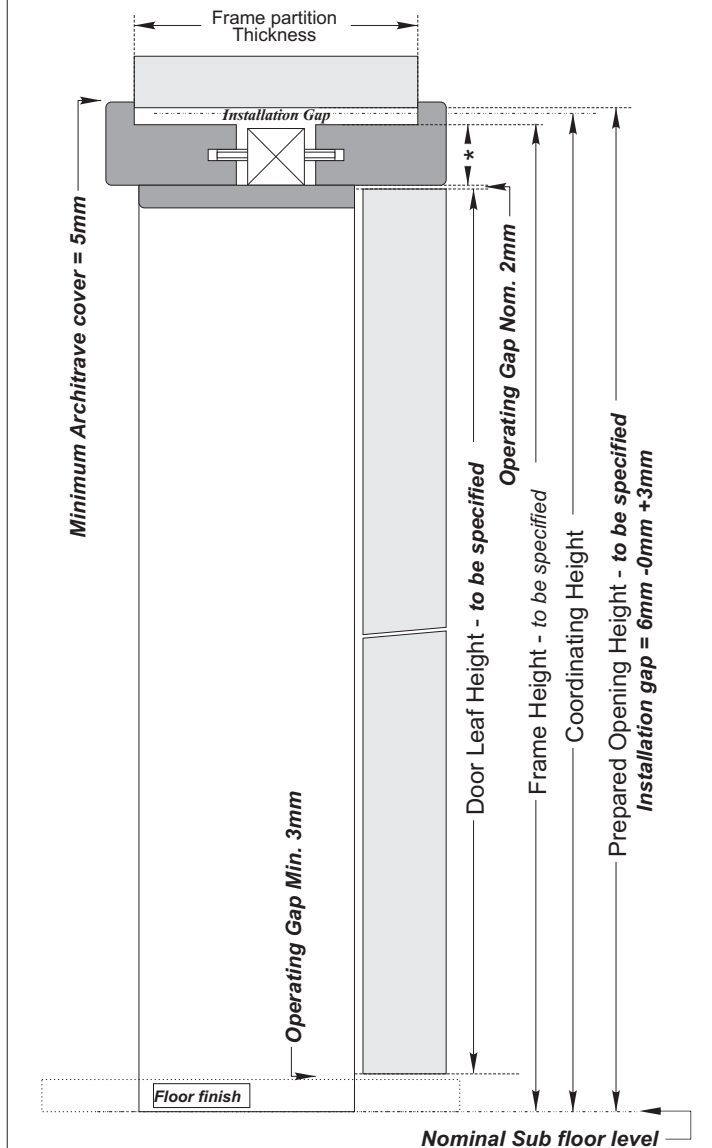 Frame partition
Thickness
Installation Gap
*
Minimum Architrave cover = 5mm
Operating Gap Nom. 2mm
Door Leaf Height - to be specified
Frame Height - to be specified
Coordinating Height
Prepared Opening Height - to be specified
Installation gap = 6mm -0mm +3mm
Operating Gap Min. 3mm
Floor finish
Nominal Sub floor level